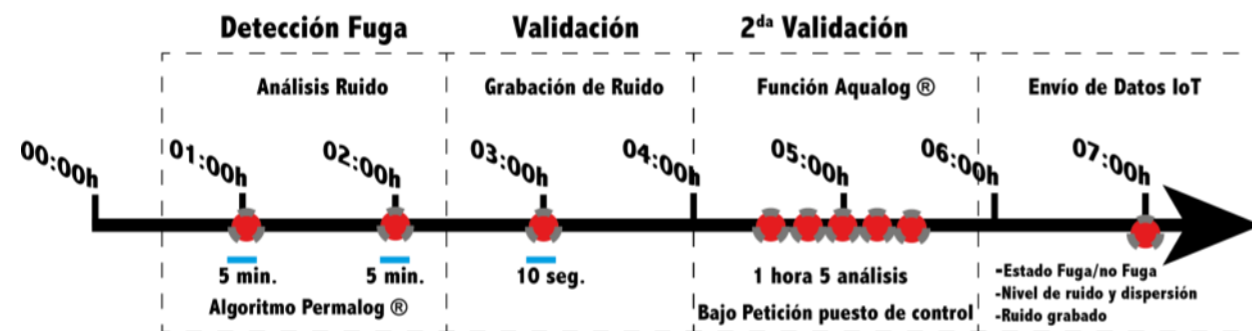 Detección Fuga
Validación
2da Validación
Análisis Ruido
Grabación de Ruido
Función Aqualog ®
Envío de Datos IoT
00:00h
01:00h
02:00h
03:00h
04:00h
05:00h
06:00h
07:00h
5 min.
5 min.
10 seg.
1 hora 5 análisis
Algoritmo Permalog ®
Bajo Petición puesto de control
-Estado Fuga/no Fuga
-Nivel de ruido y dispersión
-Ruido grabado